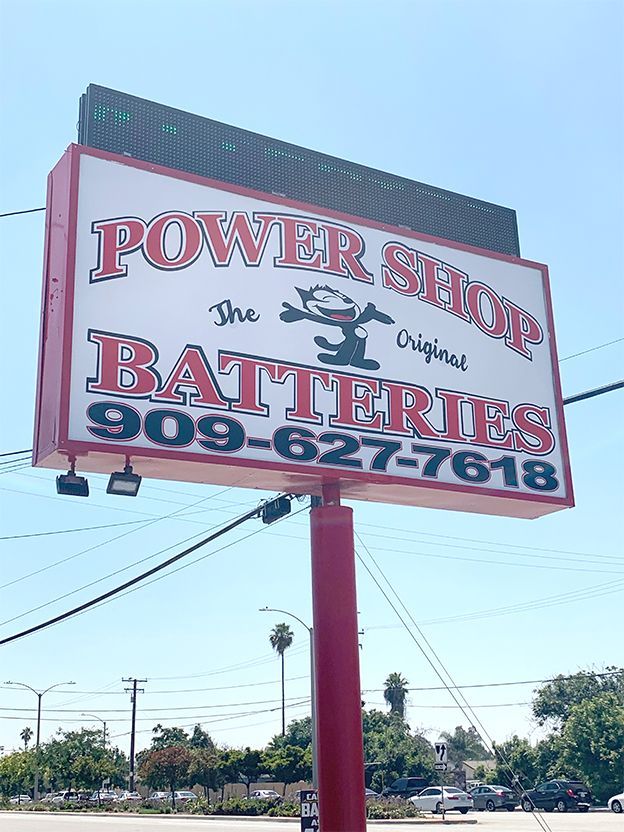 POWER SHOP
The Original
BATTERIES
909-627-7618